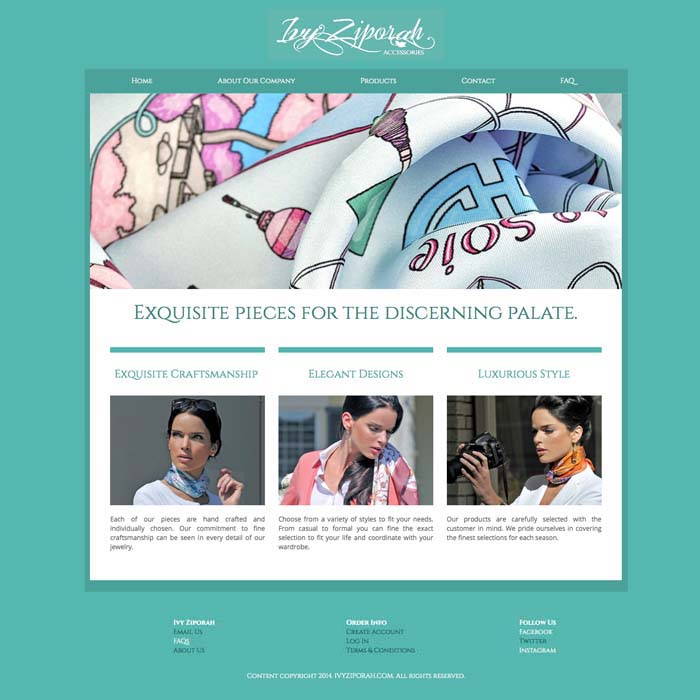 Ivy Ziporah
ACCESSORIES
Home About Our Company Products Contact FAQ
la Soie
Exquisite pieces for the discerning palate.
Exquisite Craftsmanship
Each of our pieces are hand crafted and
individually chosen. Our commitment to fine
craftsmanship can be seen in every detail of our
jewelry.
Elegant Designs
Choose from a variety of styles to fit your needs.
From casual to formal you can fine the exact
selection to fit your life and coordinate with your
wardrobe.
Luxurious Style
Our products are carefully selected with the
customer in mind. We pride ourselves in covering
the finest selections for each season.
Ivy Ziporah
Email Us
FAQs
About Us
Order Info
Create Account
Log In
Terms & Conditions
Follow Us
Facebook
Twitter
Instagram
Content copyright 2014. IVYZIPORAH.COM. All rights reserved.